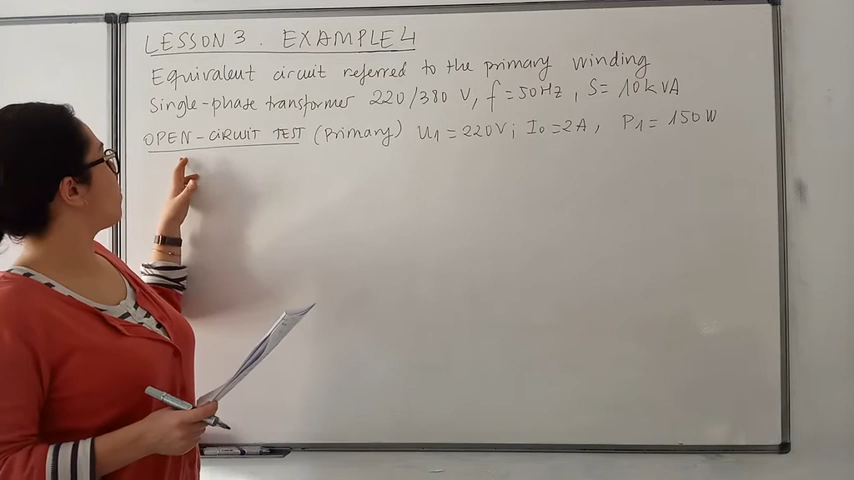 LESSON 3. EXAMPLE 4
Equivalent circuit referred to the primary winding
Single-phase transformer 220/380 V, f=50Hz, S=10kVA
OPEN-CIRUIT TEST (Primary) U1=220V; I0=2A, P1=150W